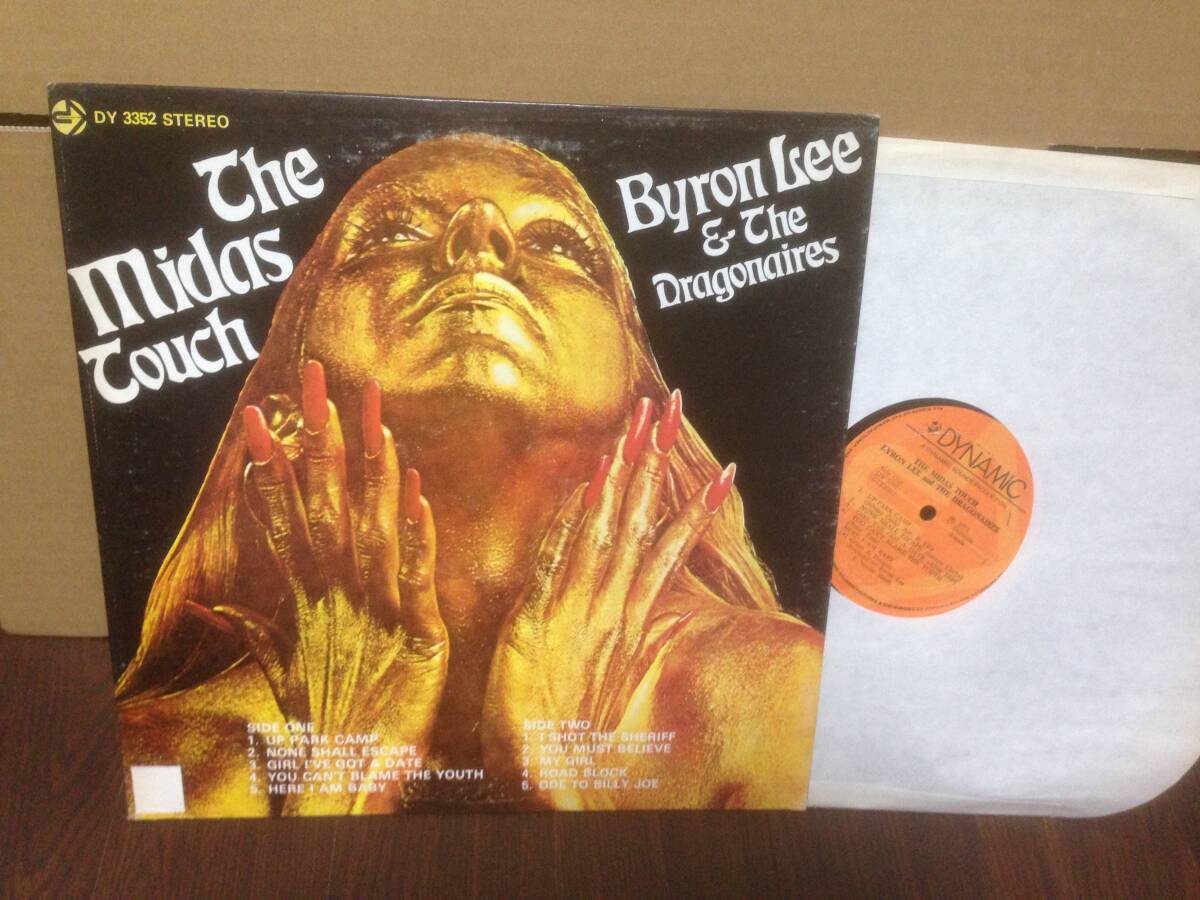 DY 3352 STEREO
The
Midas
Touch
Byron Lee
& The
Dragonaires
SIDE ONE
1. UP PARK CAMP
2. NONE SHALL ESCAPE
3. GIRL I'VE GOT A DATE
4. YOU CAN'T BLAME THE YOUTH
5. HERE I AM BABY
SIDE TWO
1. I SHOT THE SHERIFF
2. YOU MUST BELIEVE
3. MY GIRL
4. ROAD BLOCK
5. ODE TO BILLY JOE
DYNAMIC
THE MIDAS TOUCH
BYRON LEE and THE DRAGONAIRES